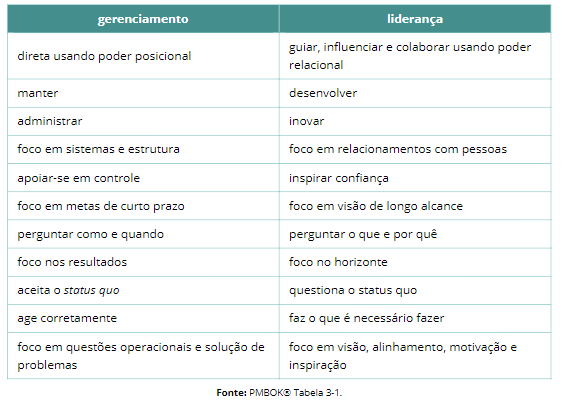 gerenciamento liderança
direta usando poder posicional guiar, influenciar e colaborar usando poder
relacional
manter desenvolver
administrar inovar
foco em sistemas e estrutura foco em relacionamentos com pessoas
apoiar-se em controle inspirar confiança
foco em metas de curto prazo foco em visão de longo alcance
perguntar como e quando perguntar o que e por quê
foco nos resultados foco no horizonte
aceita o status quo questiona o status quo
age corretamente faz o que é necessário fazer
foco em questões operacionais e solução de foco em visão, alinhamento, motivação e
problemas inspiração
Fonte: PMBOK® Tabela 3-1.